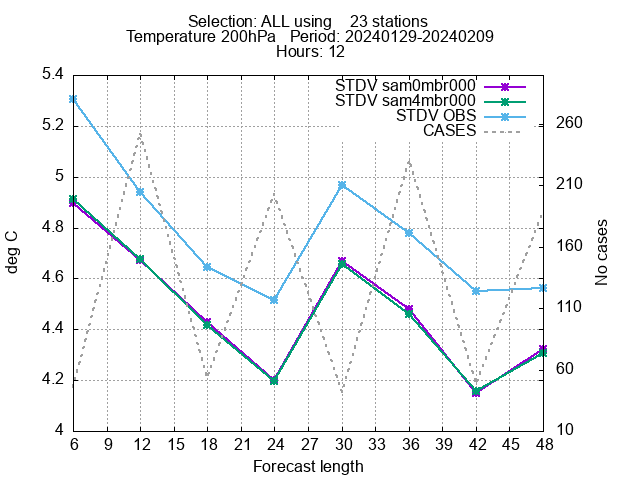 Selection: ALL using    23 stations
Temperature 200hPa   Period: 20240129-20240209
Hours: 12
STDV sam0mbr000
STDV sam4mbr000
STDV OBS
CASES
5.4
5.2
5
4.8
4.6
4.4
4.2
4
deg C
260
210
160
110
60
10
No cases
6 9 12 15 18 21 24 27 30 33 36 39 42 45 48
Forecast length